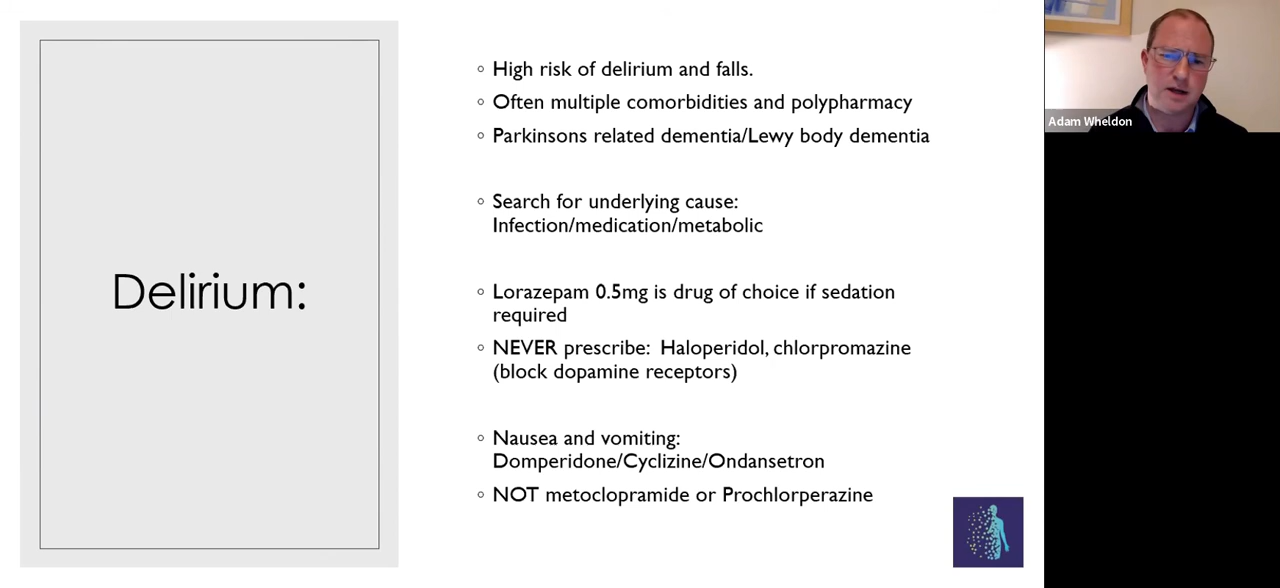 Delirium:
High risk of delirium and falls.
Often multiple comorbidities and polypharmacy
Parkinsons related dementia/Lewy body dementia
Search for underlying cause:
Infection/medication/metabolic
Lorazepam 0.5mg is drug of choice if sedation
required
NEVER prescribe: Haloperidol, chlorpromazine
(block dopamine receptors)
Nausea and vomiting:
Domperidone/Cyclizine/Ondansetron
NOT metoclopramide or Prochlorperazine
Adam Wheldon